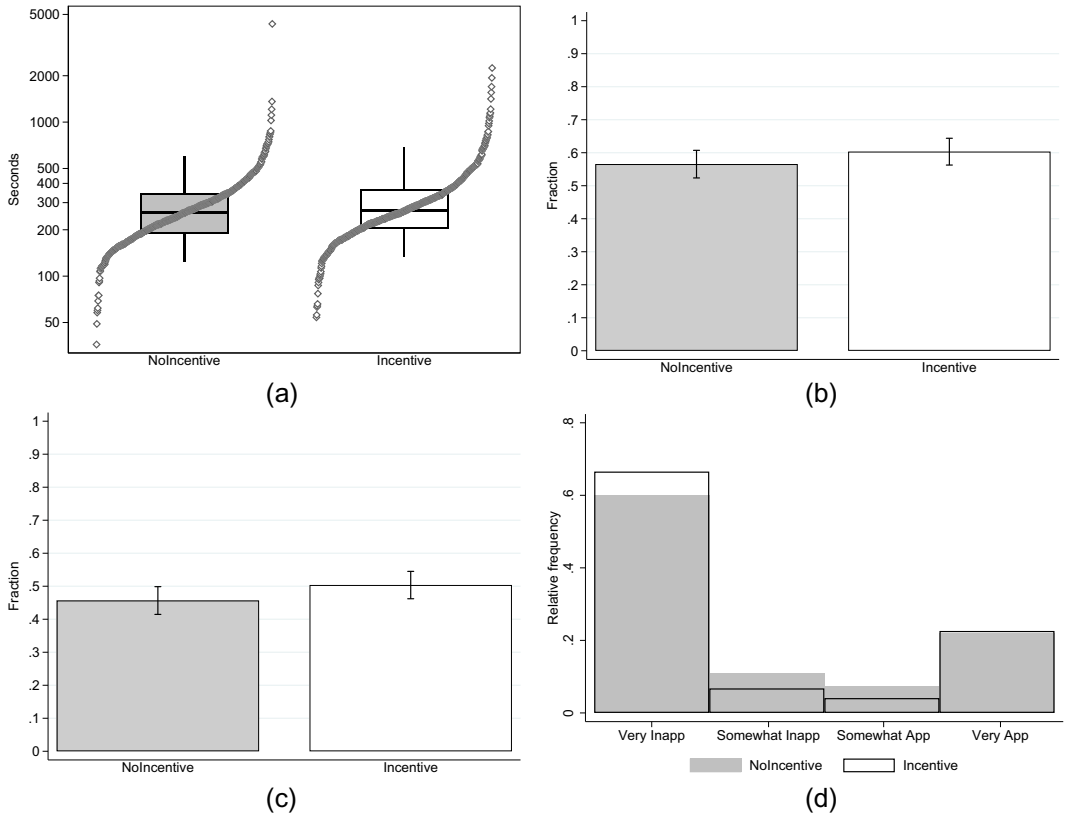 5000
2000
1000
500
400
300
200
100
50
Seconds
NoIncentive Incentive
(a)
1
.9
.8
.7
.6
.5
.4
.3
.2
.1
0
Fraction
NoIncentive Incentive
(b)
1
.9
.8
.7
.6
.5
.4
.3
.2
.1
0
Fraction
NoIncentive Incentive
(c)
.8
.6
.4
.2
0
Relative frequency
Very Inapp Somewhat Inapp Somewhat App Very App
NoIncentive Incentive
(d)